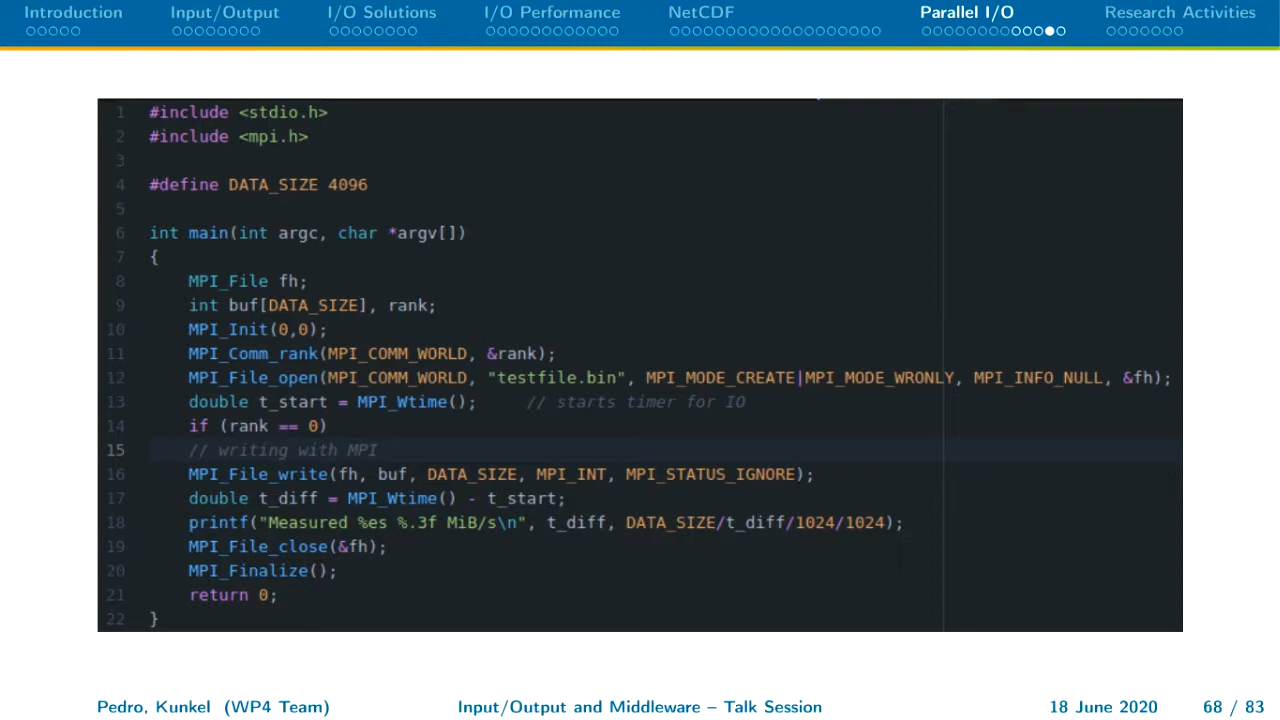 Introduction Input/Output I/O Solutions I/O Performance NetCDF Parallel I/O Research Activities
1 #include <stdio.h>
2 #include <mpi.h>
3
4 #define DATA_SIZE 4096
5
6 int main(int argc, char *argv[])
7 {
8 MPI_File fh;
9 int buf[DATA_SIZE], rank;
10 MPI_Init(0,0);
11 MPI_Comm_rank(MPI_COMM_WORLD, &rank);
12 MPI_File_open(MPI_COMM_WORLD, "testfile.bin", MPI_MODE_CREATE|MPI_MODE_WRONLY, MPI_INFO_NULL, &fh);
13 double t_start = MPI_Wtime(); // starts timer for IO
14 if (rank == 0)
15 // writing with MPI
16 MPI_File_write(fh, buf, DATA_SIZE, MPI_INT, MPI_STATUS_IGNORE);
17 double t_diff = MPI_Wtime() - t_start;
18 printf("Measured %es %.3f MiB/s\n", t_diff, DATA_SIZE/t_diff/1024/1024);
19 MPI_File_close(&fh);
20 MPI_Finalize();
21 return 0;
22 }
Pedro, Kunkel (WP4 Team) Input/Output and Middleware – Talk Session 18 June 2020 68 / 83